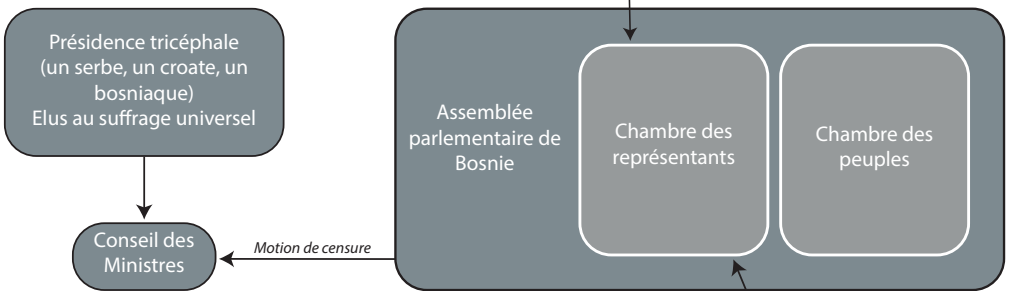 Présidence tricéphale
(un serbe, un croate, un
bosniaque)
Elus au suffrage universel
Assemblée
parlementaire de
Bosnie
Chambre des
représentants
Chambre des
peuples
Conseil des
Ministres
Motion de censure